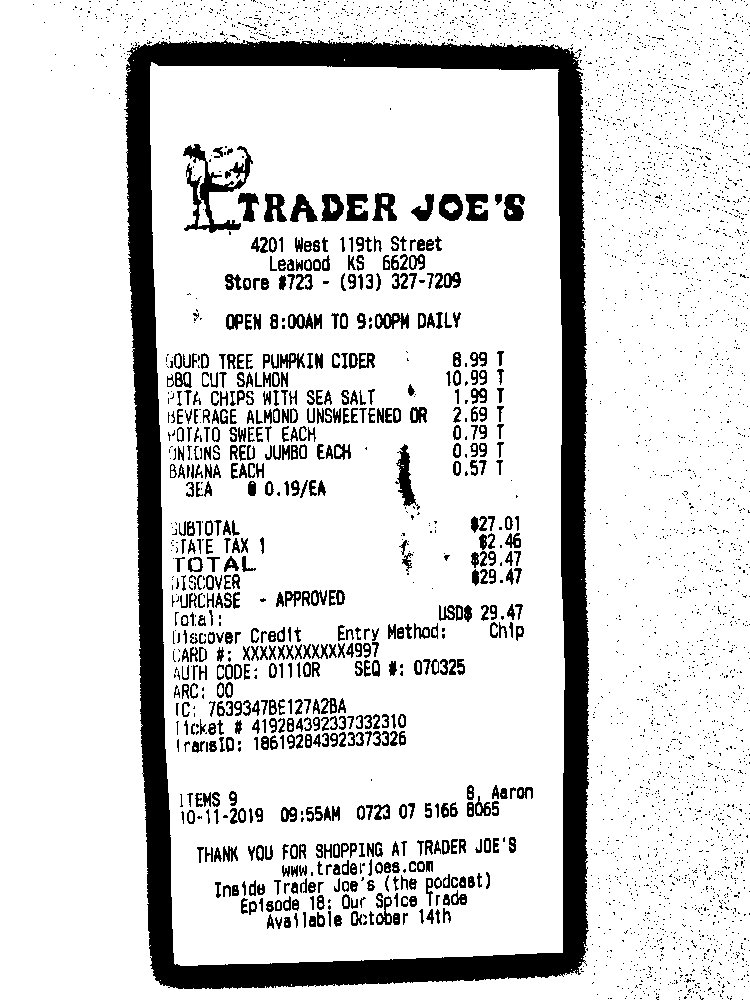 TRADER JOE'S
4201 West 119th Street
Leawood KS 66209
Store #723 - (913) 327-7209
OPEN 8:00AM TO 9:00PM DAILY
GOURD TREE PUMPKIN CIDER 8.99 T
BBQ CUT SALMON 10.99 T
PITA CHIPS WITH SEA SALT 1.99 T
BEVERAGE ALMOND UNSWEETENED OR 2.69 T
POTATO SWEET EACH 0.79 T
ONIONS RED JUMBO EACH 0.99 T
BANANA EACH 0.57 T
3EA @ 0.19/EA
SUBTOTAL $27.01
STATE TAX 1 $2.46
TOTAL $29.47
DISCOVER $29.47
PURCHASE - APPROVED
Total: USD$ 29.47
Discover Credit Entry Method: Chip
CARD #: XXXXXXXXXXXX4997
AUTH CODE: 01110R SEQ #: 070325
ARC: 00
TC: 7639347BE127A2BA
Ticket # 419284392337332310
TransID: 186192843923373326
ITEMS 9 B, Aaron
10-11-2019 09:55AM 0723 07 5166 8065
THANK YOU FOR SHOPPING AT TRADER JOE'S
www.traderjoes.com
Inside Trader Joe's (the podcast)
Episode 18: Our Spice Trade
Available October 14th